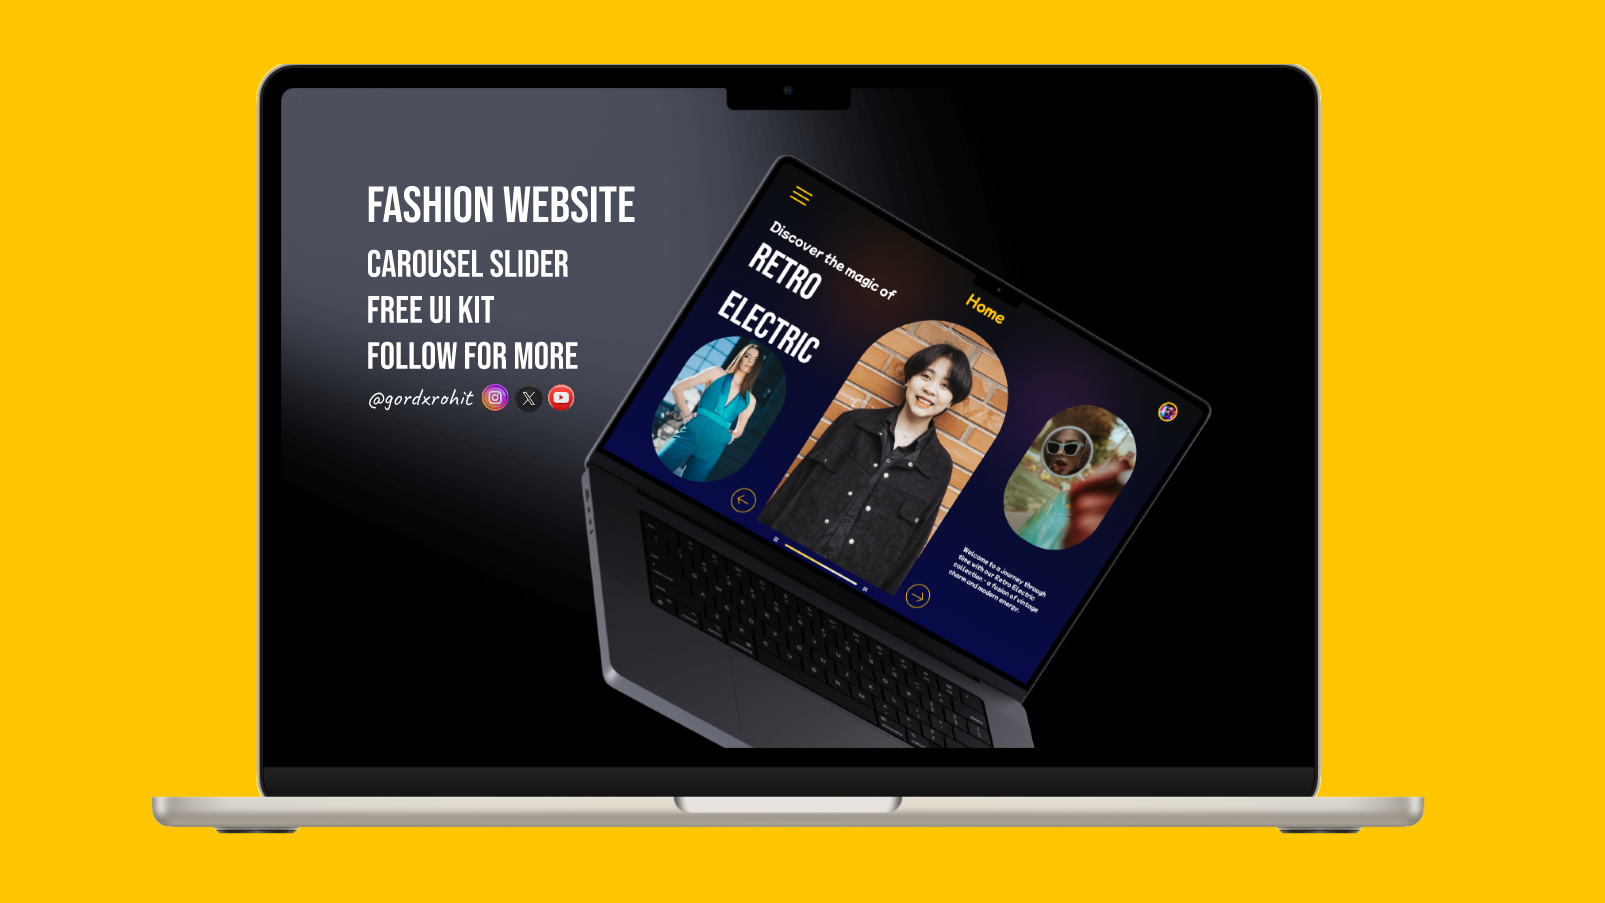 FASHION WEBSITE
CAROUSEL SLIDER
FREE UI KIT
FOLLOW FOR MORE
@gordxrohit
Discover the magic of
RETRO
ELECTRIC
Home
02
04
Welcome to a journey through
time with our Retro Electric
collection - a fusion of vintage
charm and modern energy.